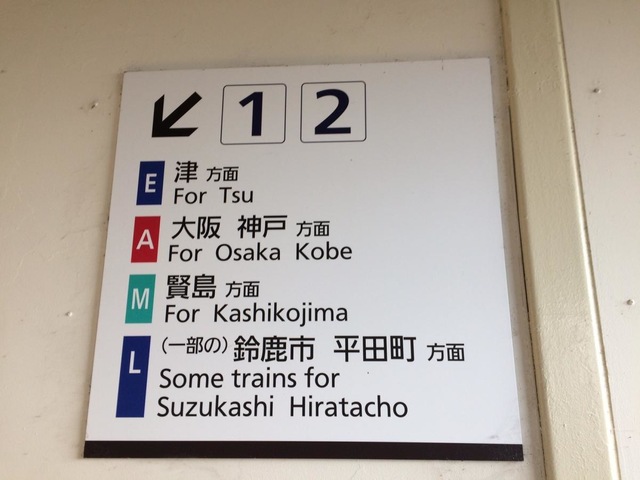 1 2
E 津 方面
For Tsu
A 大阪 神戸 方面
For Osaka Kobe
M 賢島 方面
For Kashikojima
L (一部の) 鈴鹿市 平田町 方面
Some trains for
Suzukashi Hiratacho